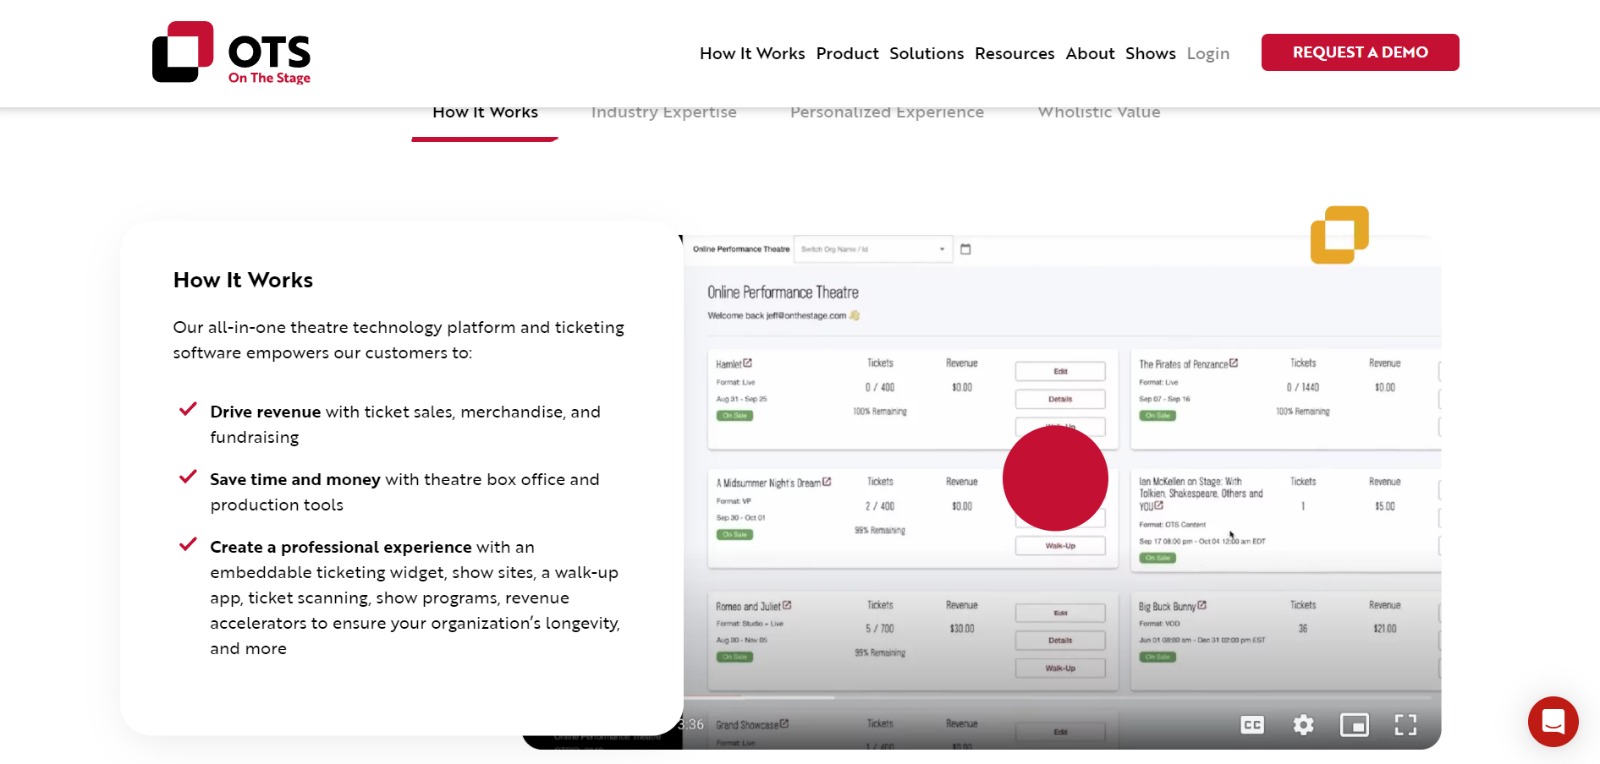 OTS
On The Stage
How It Works Product Solutions Resources About Shows Login REQUEST A DEMO
How It Works Industry Expertise Personalized Experience Wholistic Value
How It Works
Our all-in-one theatre technology platform and ticketing
software empowers our customers to:
Drive revenue with ticket sales, merchandise, and
fundraising
Save time and money with theatre box office and
production tools
Create a professional experience with an
embeddable ticketing widget, show sites, a walk-up
app, ticket scanning, show programs, revenue
accelerators to ensure your organization’s longevity,
and more
Online Performance Theatre Switch Org Name / Id
Online Performance Theatre
Welcome back jeff@onthestage.com 👋
Hamlet Tickets Revenue
Format: Live
0 / 400 $0.00 Edit
Aug 31 - Sep 25
100% Remaining Details
On Sale
Walk-Up
The Pirates of Penzance Tickets Revenue
Format: Live
0 / 1440 $0.00
Sep 07 - Sep 16
100% Remaining
On Sale
A Midsummer Night's Dream Tickets Revenue
Format: VP
2 / 400 $0.00
Sep 30 - Oct 01
99% Remaining
On Sale
Walk-Up
Ian McKellen on Stage: With
Tolkien, Shakespeare, Others and
YOU
Tickets Revenue
1 $5.00
Format: OTS Content
Sep 17 08:00 pm - Oct 04 12:00 am EDT
On Sale
Romeo and Juliet Tickets Revenue
Format: Studio + Live
5 / 700 $30.00 Edit
Aug 30 - Nov 05
99% Remaining Details
On Sale
Walk-Up
Big Buck Bunny Tickets Revenue
Format: VOD
36 $21.00
Jun 01 08:00 am - Dec 31 02:00 pm EST
On Sale
Grand Showcase Tickets Revenue
Format: Live
Edit
3:36
CC